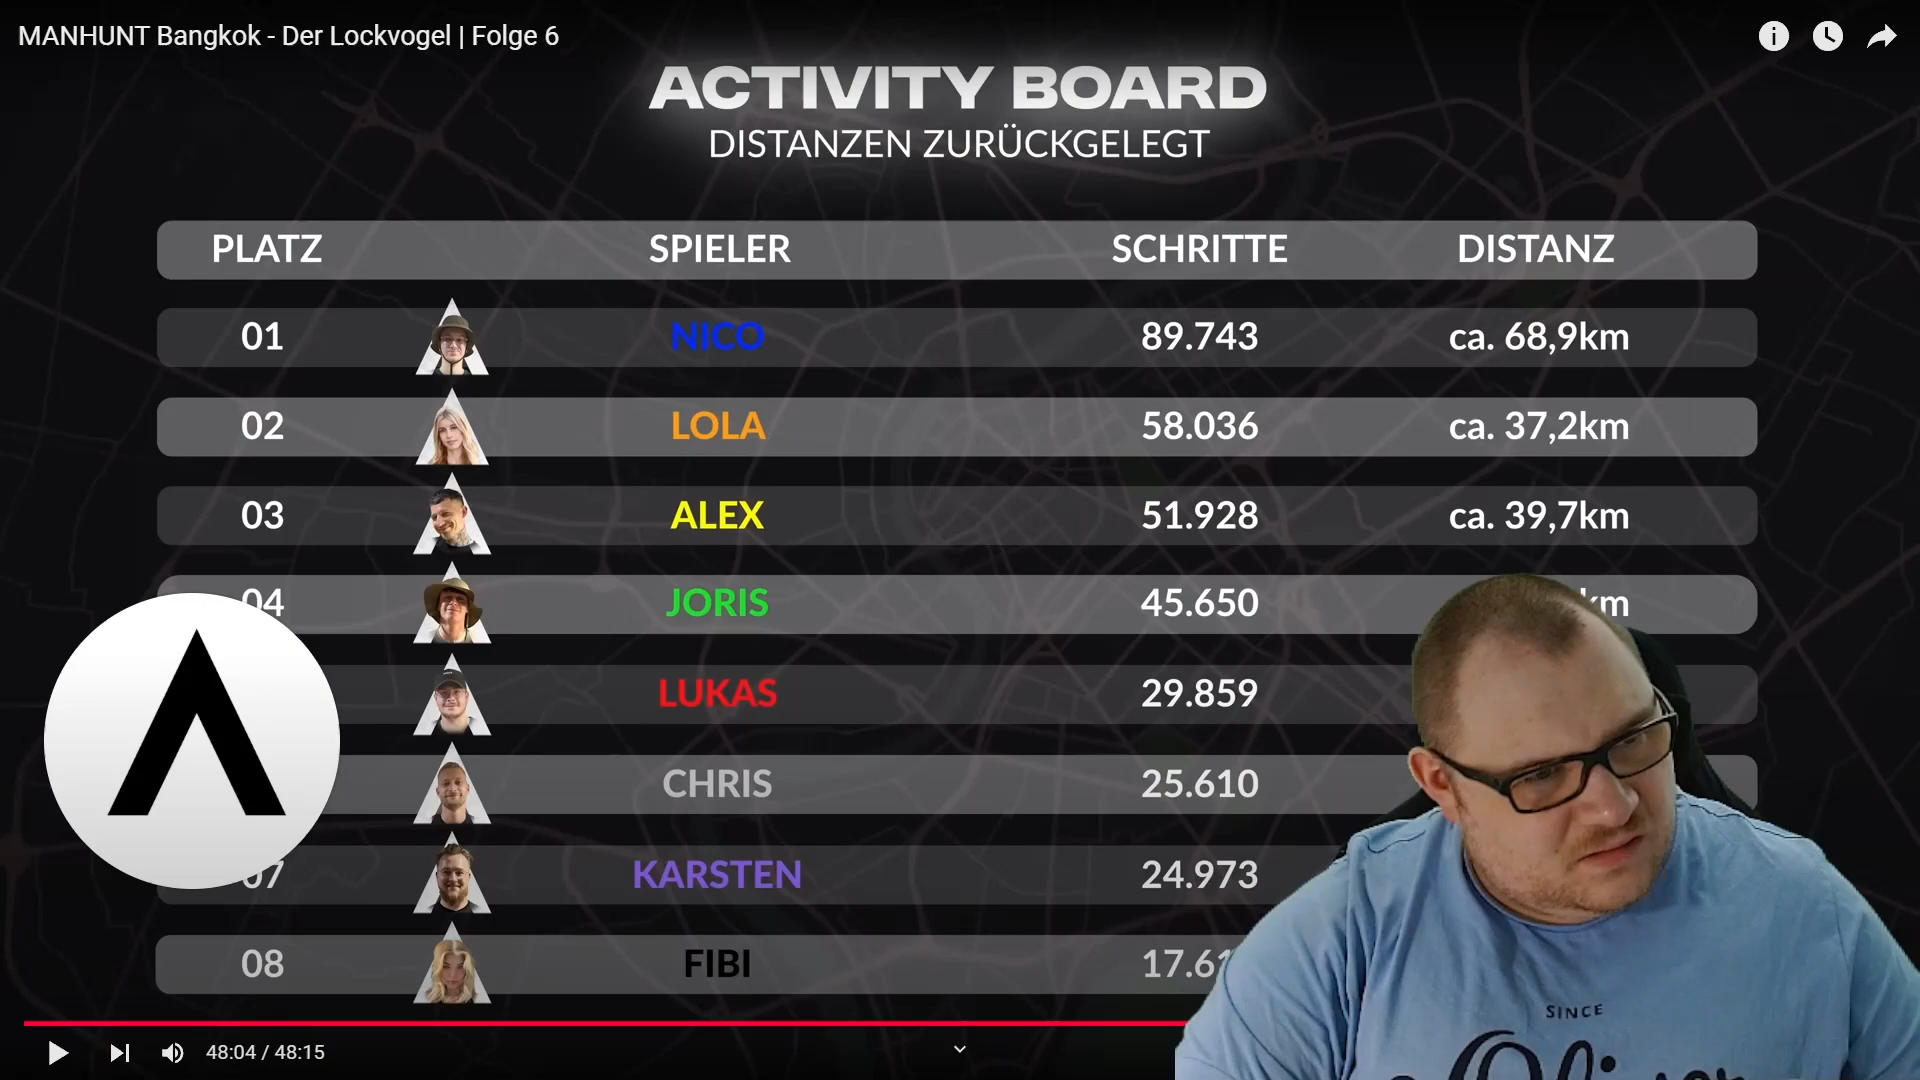 MANHUNT Bangkok - Der Lockvogel | Folge 6
ACTIVITY BOARD
DISTANZEN ZURÜCKGELEGT
PLATZ SPIELER SCHRITTE DISTANZ
01 NICO 89.743 ca. 68,9km
02 LOLA 58.036 ca. 37,2km
03 ALEX 51.928 ca. 39,7km
04 JORIS 45.650 km
LUKAS 29.859
CHRIS 25.610
07 KARSTEN 24.973
08 FIBI
SINCE
48:04 / 48:15